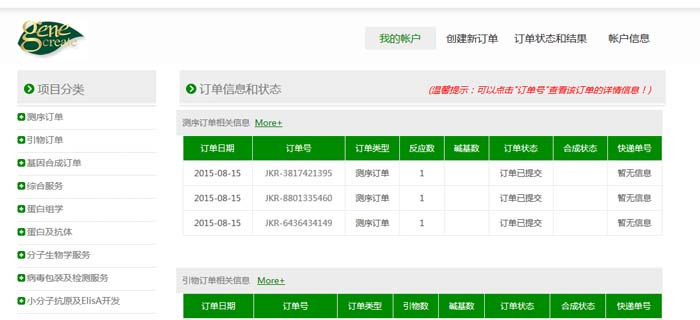 gene
create
我的帐户 创建新订单 订单状态和结果 帐户信息
项目分类
测序订单
引物订单
基因合成订单
综合服务
蛋白组学
蛋白及抗体
分子生物学服务
病毒包装及检测服务
小分子抗原及ElisA开发
订单信息和状态 (温馨提示：可以点击“订单号”查看该订单的详情信息！)
测序订单相关信息 More+
订单日期 订单号 订单类型 反应数 碱基数 订单状态 合成状态 快递单号
2015-08-15 JKR-3817421395 测序订单 1 订单已提交 暂无信息
2015-08-15 JKR-8801335460 测序订单 1 订单已提交 暂无信息
2015-08-15 JKR-6436434149 测序订单 1 订单已提交 暂无信息
引物订单相关信息 More+
订单日期 订单号 订单类型 引物数 碱基数 订单状态 合成状态 快递单号